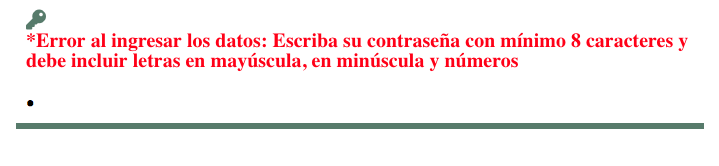 *Error al ingresar los datos: Escriba su contraseña con mínimo 8 caracteres y
debe incluir letras en mayúscula, en minúscula y números